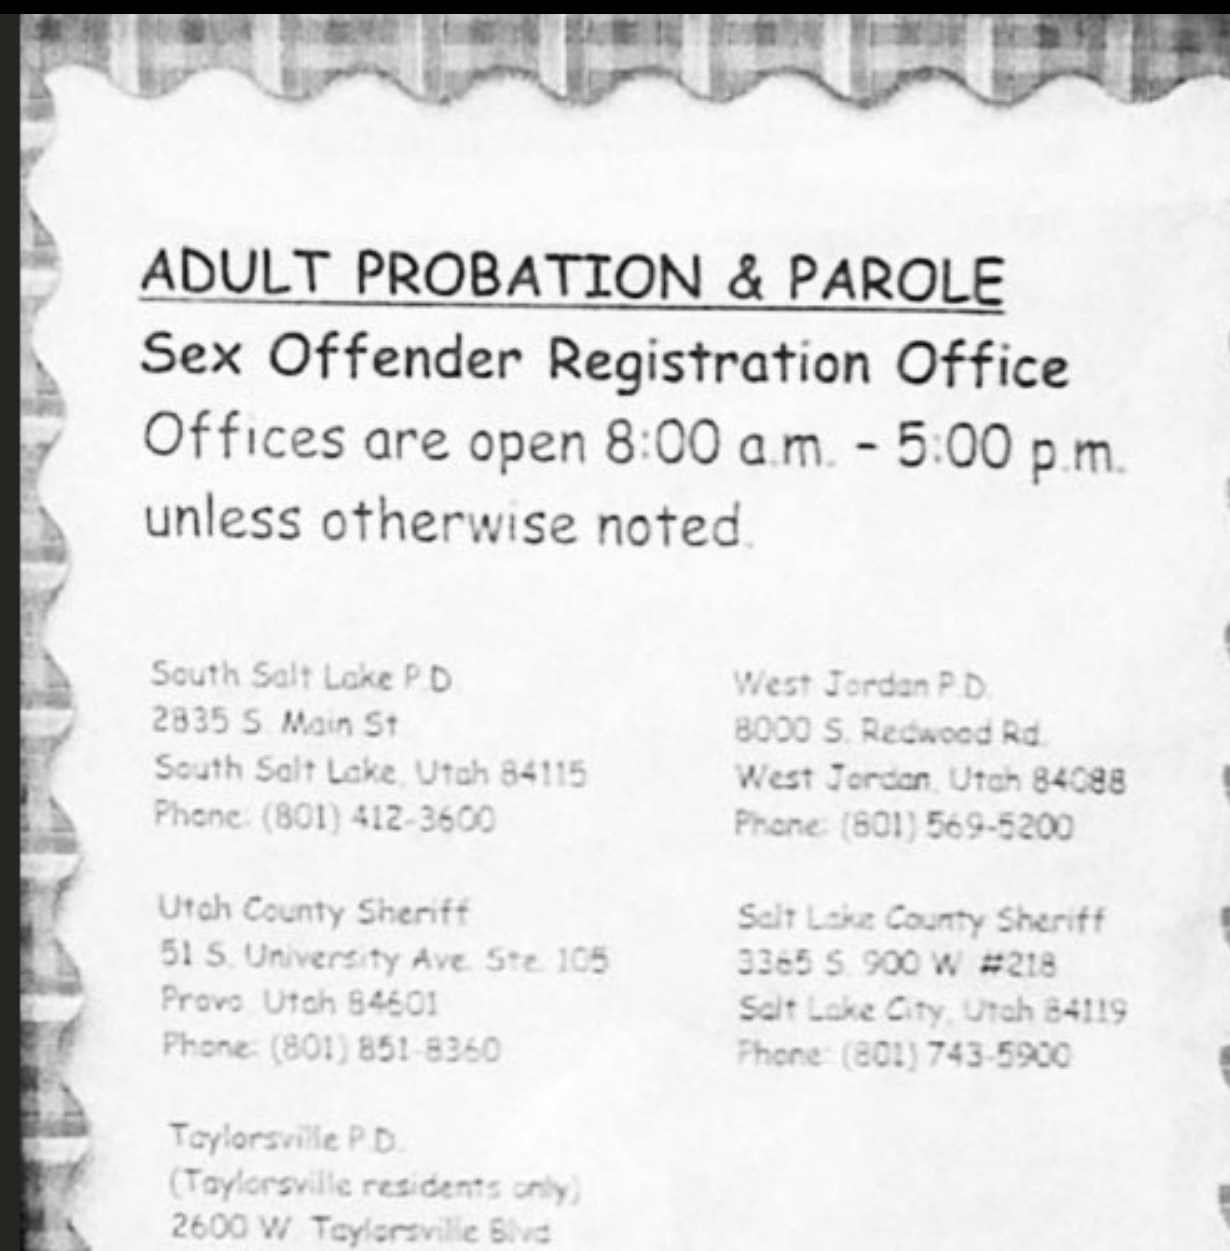 ADULT PROBATION & PAROLE
Sex Offender Registration Office
Offices are open 8:00 a.m. - 5:00 p.m.
unless otherwise noted.
South Salt Lake P.D.
2835 S. Main St.
South Salt Lake, Utah 84115
Phone: (801) 412-3600
West Jordan P.D.
8000 S. Redwood Rd.
West Jordan, Utah 84088
Phone: (801) 569-5200
Utah County Sheriff
51 S. University Ave. Ste. 105
Provo, Utah 84601
Phone: (801) 851-8360
Salt Lake County Sheriff
3365 S. 900 W. #218
Salt Lake City, Utah 84119
Phone: (801) 743-5900
Taylorsville P.D.
(Taylorsville residents only)
2600 W. Taylorsville Blvd